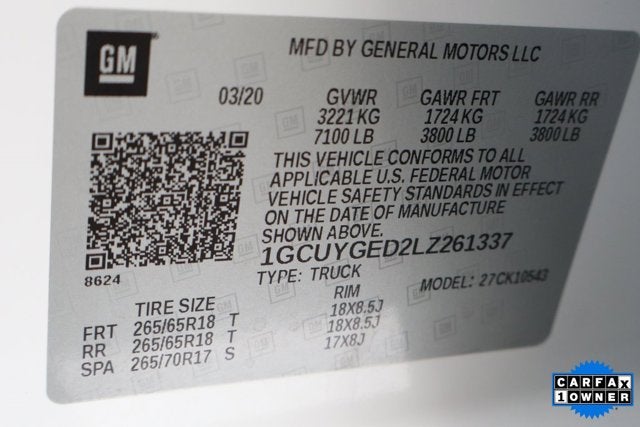 GM
MFD BY GENERAL MOTORS LLC
03/20 GVWR GAWR FRT GAWR RR
3221 KG 1724 KG 1724 KG
7100 LB 3800 LB 3800 LB
THIS VEHICLE CONFORMS TO ALL
APPLICABLE U.S. FEDERAL MOTOR
VEHICLE SAFETY STANDARDS IN EFFECT
ON THE DATE OF MANUFACTURE
SHOWN ABOVE.
1GCUYGED2LZ261337
8624
TYPE: TRUCK MODEL: 27CK10543
TIRE SIZE RIM
FRT 265/65R18 T 18X8.5J
RR 265/65R18 T 18X8.5J
SPA 265/70R17 S 17X8J
CARFAX
1 OWNER